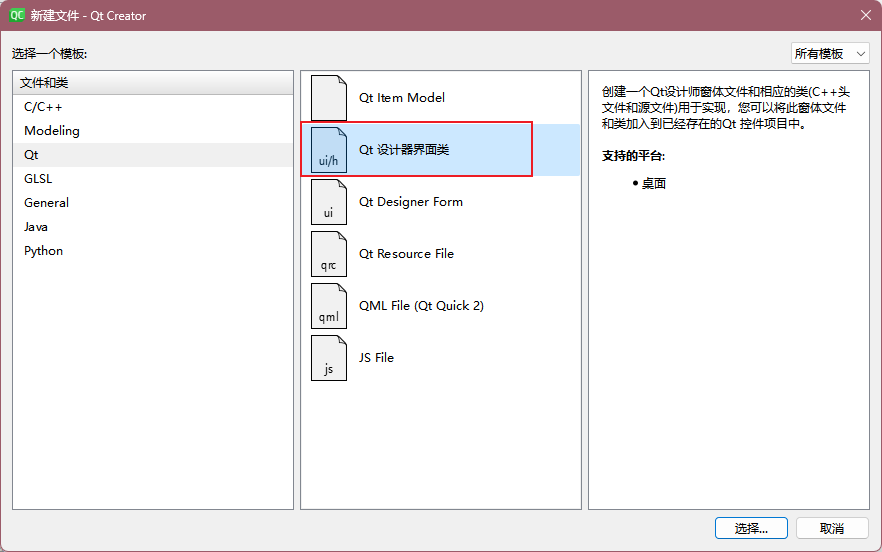 QC 新建文件 - Qt Creator
选择一个模板:
所有模板
文件和类
C/C++
Modeling
Qt
GLSL
General
Java
Python
Qt Item Model
ui/h
Qt 设计器界面类
ui
Qt Designer Form
qrc
Qt Resource File
qml
QML File (Qt Quick 2)
js
JS File
创建一个Qt设计师窗体文件和相应的类(C++头
文件和源文件)用于实现，您可以将此窗体文件
和类加入到已经存在的Qt 控件项目中。
支持的平台:
• 桌面
选择...
取消